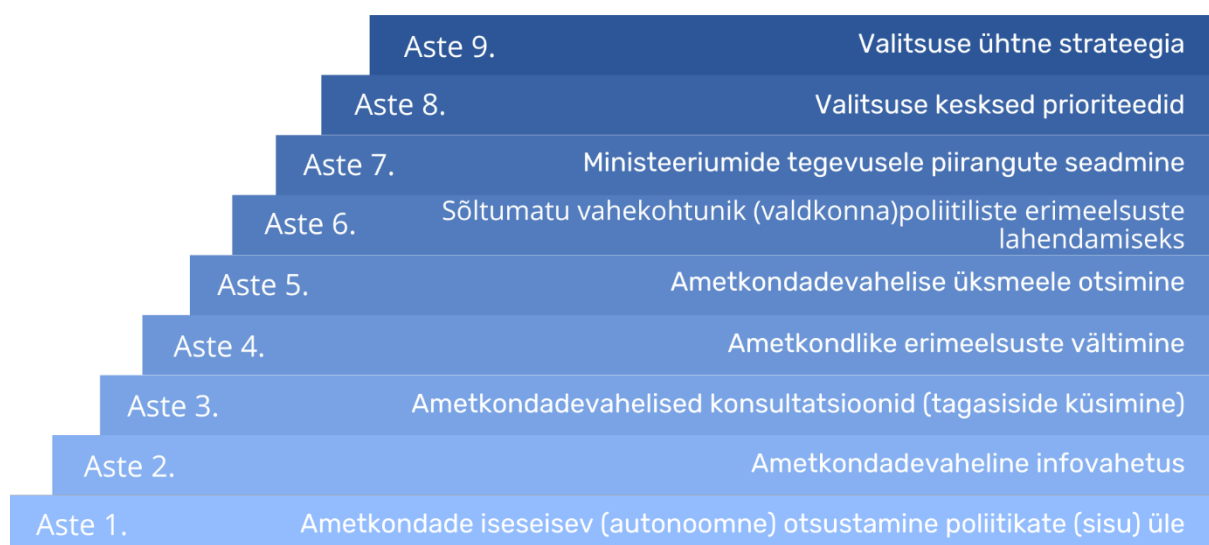 Aste 9. Valitsuse ühtne strateegia
Aste 8. Valitsuse kesksed prioriteedid
Aste 7. Ministeeriumide tegevusele piirangute seadmine
Aste 6. Sõltumatu vahekohtunik (valdkonna)poliitiliste erimeelsuste
lahendamiseks
Aste 5. Ametkondadevahelise üksmeele otsimine
Aste 4. Ametkondlike erimeelsuste vältimine
Aste 3. Ametkondadevahelised konsultatsioonid (tagasiside küsimine)
Aste 2. Ametkondadevaheline infovahetus
Aste 1. Ametkondade iseseisev (autonoomne) otsustamine poliitikate (sisu) üle